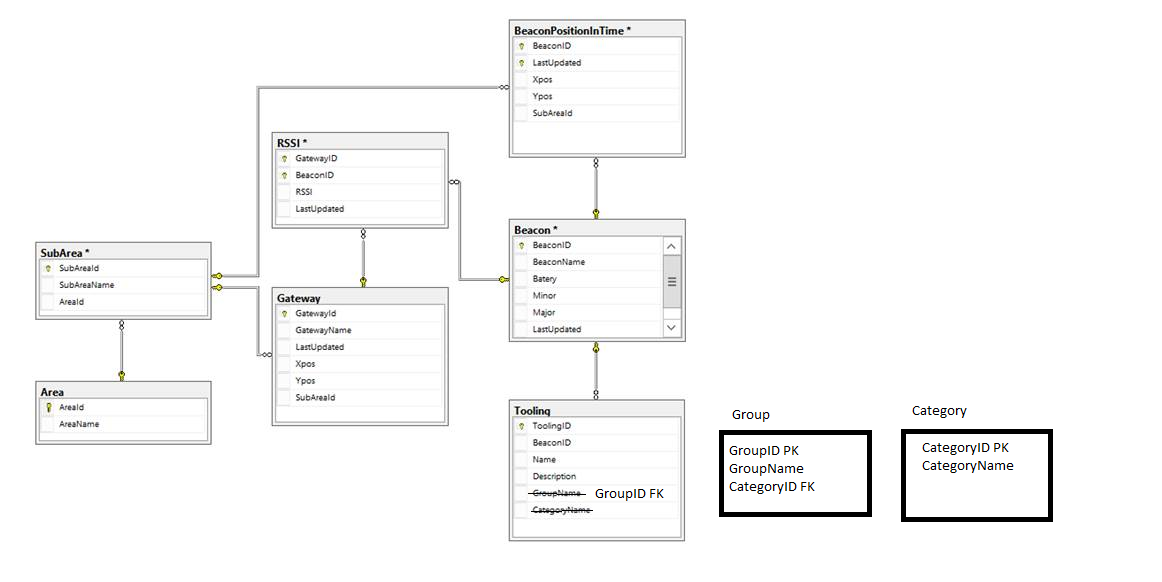 BeaconPositionInTime *
BeaconID
LastUpdated
Xpos
Ypos
SubAreaId
RSSI *
GatewayID
BeaconID
RSSI
LastUpdated
SubArea *
SubAreaId
SubAreaName
AreaId
Gateway
GatewayId
GatewayName
LastUpdated
Xpos
Ypos
SubAreaId
Beacon *
BeaconID
BeaconName
Batery
Minor
Major
LastUpdated
Area
AreaId
AreaName
Tooling
ToolingID
BeaconID
Name
Description
GroupName GroupID FK
CategoryName
Group
GroupID PK
GroupName
CategoryID FK
Category
CategoryID PK
CategoryName